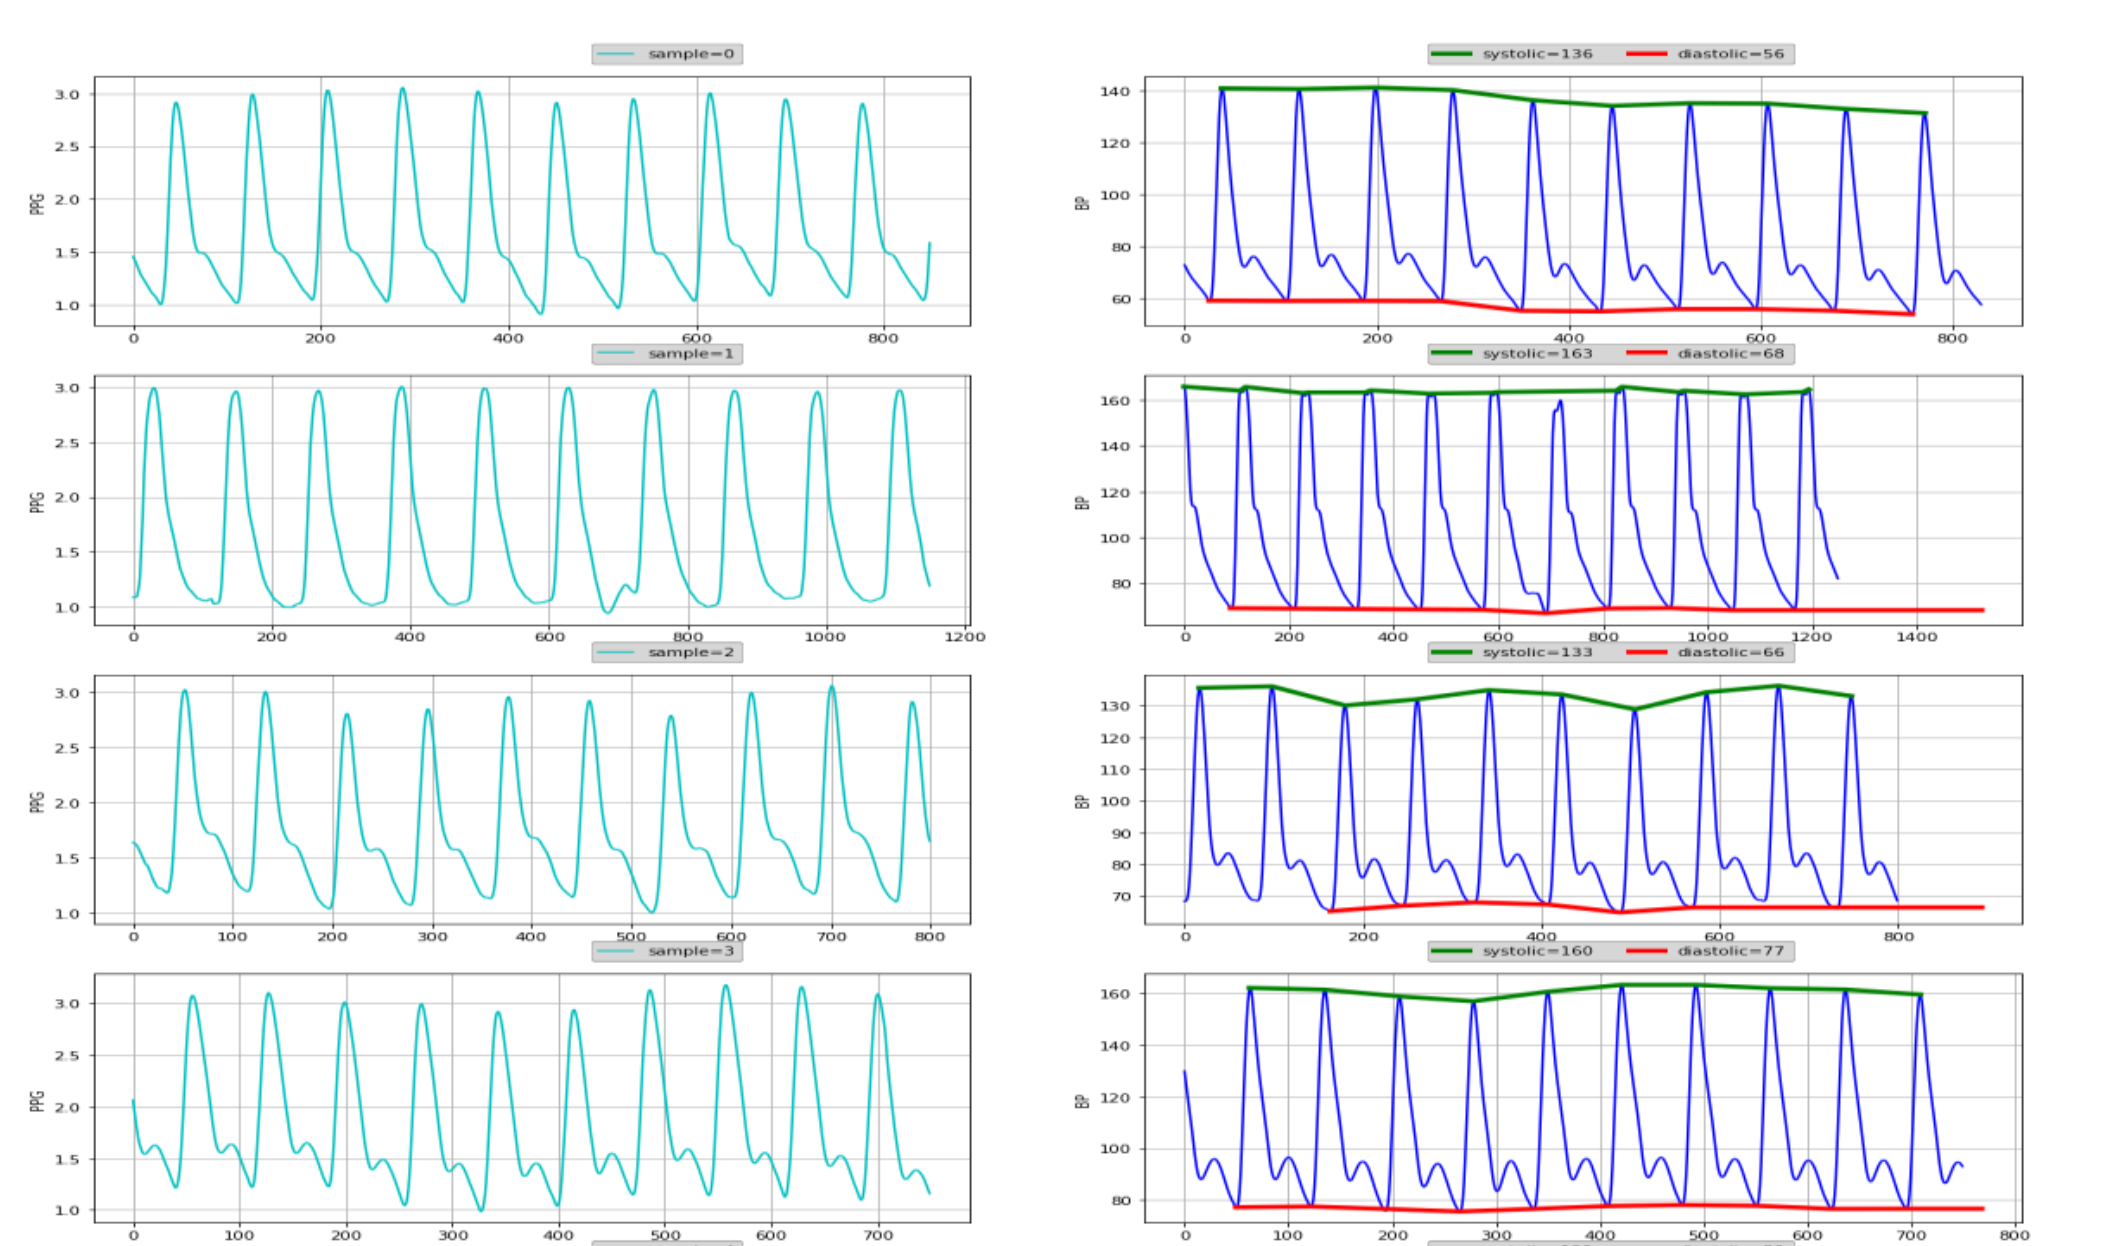 sample=0
systolic=136 diastolic=56
PPG
3.0
2.5
2.0
1.5
1.0
0 200 400 600 800
BP
140
120
100
80
60
0 200 400 600 800
sample=1
systolic=163 diastolic=68
PPG
3.0
2.5
2.0
1.5
1.0
0 200 400 600 800 1000 1200
BP
160
140
120
100
80
0 200 400 600 800 1000 1200 1400
sample=2
systolic=133 diastolic=66
PPG
3.0
2.5
2.0
1.5
1.0
0 100 200 300 400 500 600 700 800
BP
130
120
110
100
90
80
70
0 200 400 600 800
sample=3
systolic=160 diastolic=77
PPG
3.0
2.5
2.0
1.5
1.0
0 100 200 300 400 500 600 700
BP
160
140
120
100
80
0 100 200 300 400 500 600 700 800